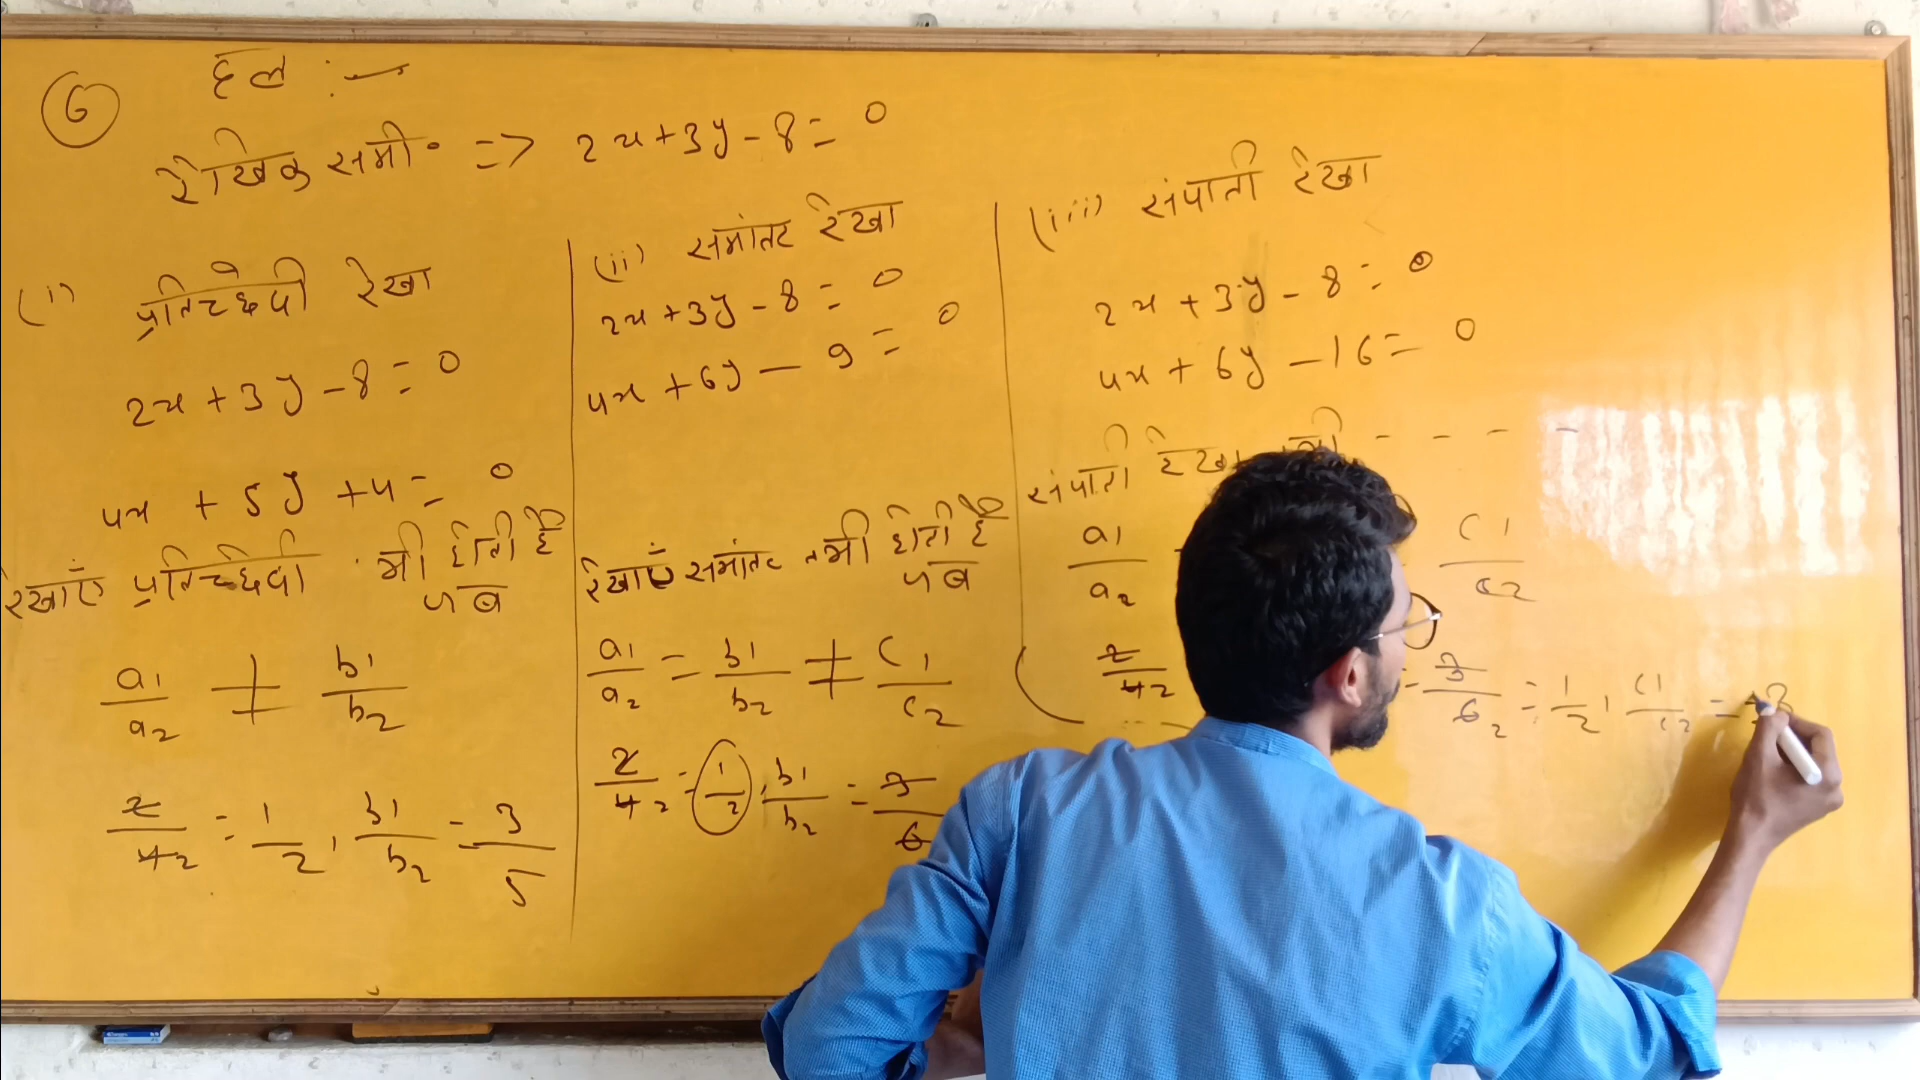 6 हल :-
रैखिक समी० => 2x+3y-8=0
(i) प्रतिच्छेदी रेखा
2x+3y-8=0
4x+5y+4=0
रेखाएँ प्रतिच्छेदी भी होती है
जब
a1/a2 ≠ b1/b2
2/4 2 = 1/2, b1/b2 = 3/5
(ii) समांतर रेखा
2x+3y-8=0
4x+6y-9=0
रेखाएँ समांतर तभी होती है
जब
a1/a2 = b1/b2 ≠ c1/c2
2/4 2 = 1/2, b1/b2 = 3/6
(iii) संपाती रेखा
2x+3y-8=0
4x+6y-16=0
संपाती रेखा - - - -
a1/a2 c1/c2
2/4 2 = 3/6 2 = 1/2, c1/c2 =